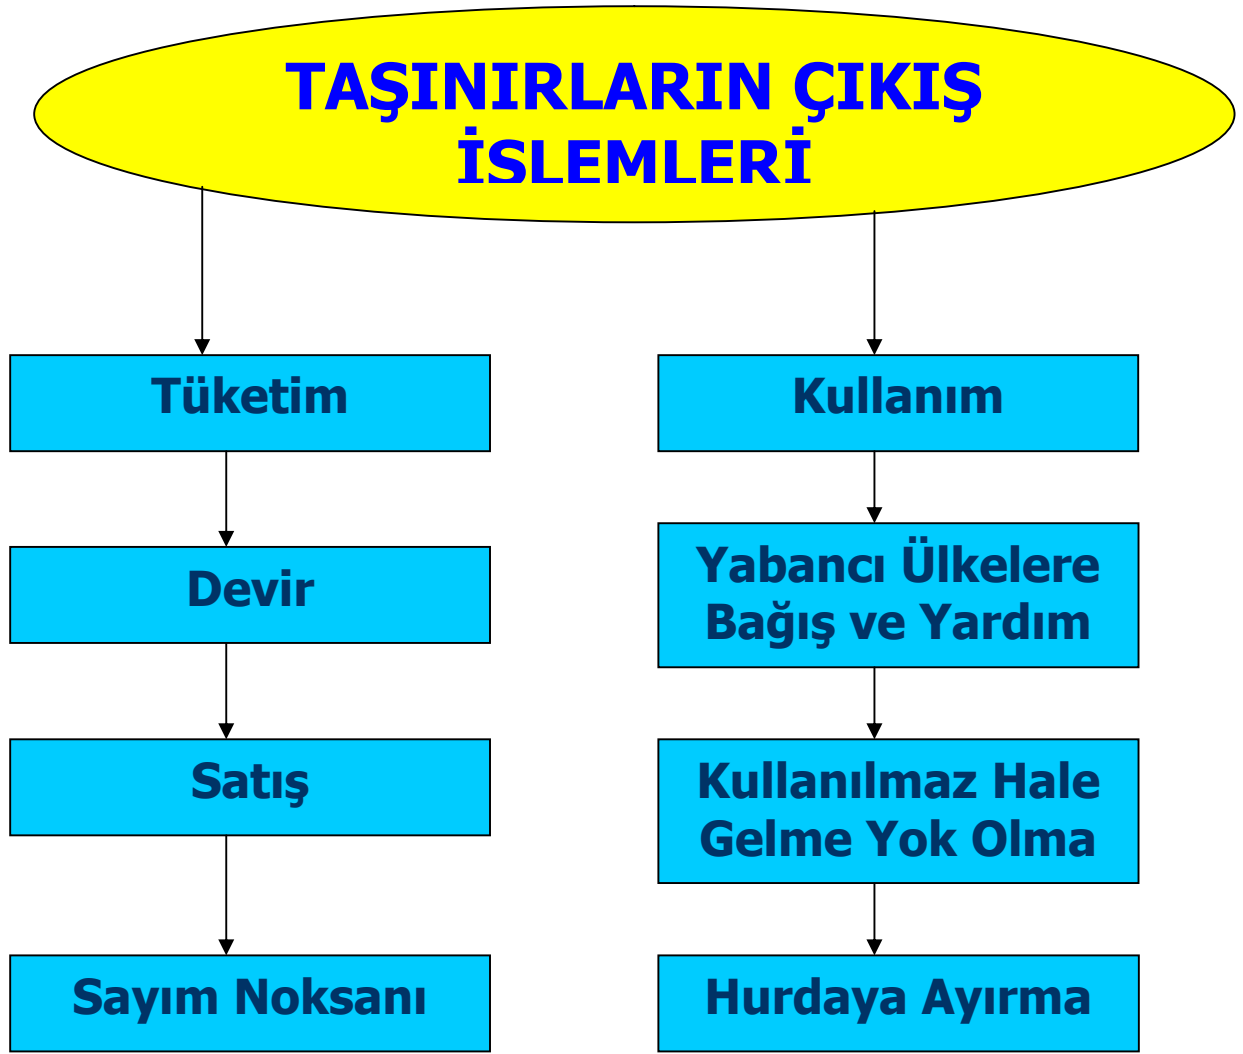 TAŞINIRLARIN ÇIKIŞ
İSLEMLERİ
Tüketim
Kullanım
Devir
Yabancı Ülkelere
Bağış ve Yardım
Satış
Kullanılmaz Hale
Gelme Yok Olma
Sayım Noksanı
Hurdaya Ayırma